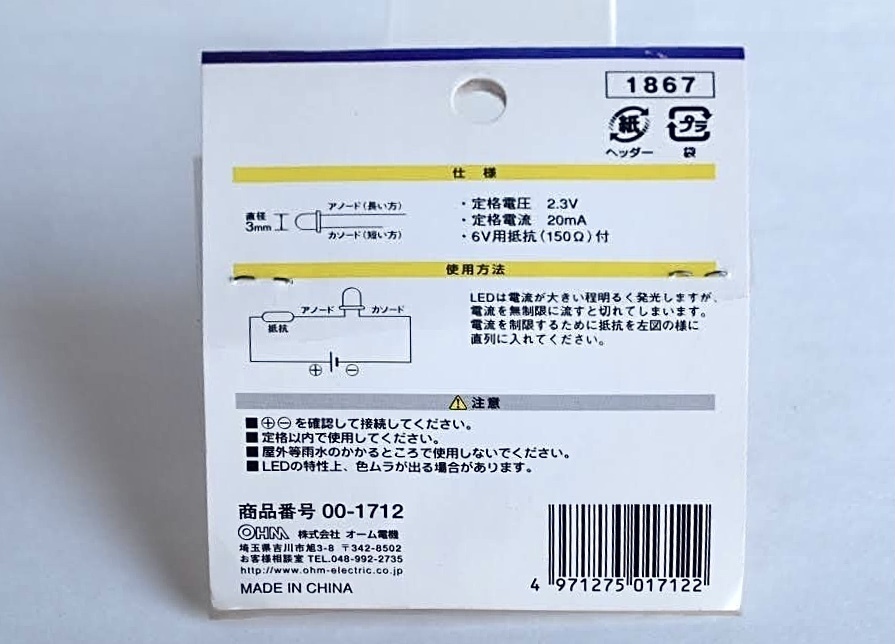 1867
紙 プラ
ヘッダー 袋
仕様
直径
3mm
アノード(長い方)
カソード(短い方)
・定格電圧 2.3V
・定格電流 20mA
・6V用抵抗(150Ω)付
使用方法
アノード カソード
抵抗
⊕ ⊖
LEDは電流が大きい程明るく発光しますが、
電流を無制限に流すと切れてしまいます。
電流を制限するために抵抗を左図の様に
直列に入れてください。
⚠注意
■⊕⊖を確認して接続してください。
■定格以内で使用してください。
■屋外等雨水のかかるところで使用しないでください。
■LEDの特性上、色ムラが出る場合があります。
商品番号 00-1712
OHM 株式会社 オーム電機
埼玉県吉川市旭3-8 〒342-8502
お客様相談室 TEL.048-992-2735
http://www.ohm-electric.co.jp
MADE IN CHINA
4 971275 017122